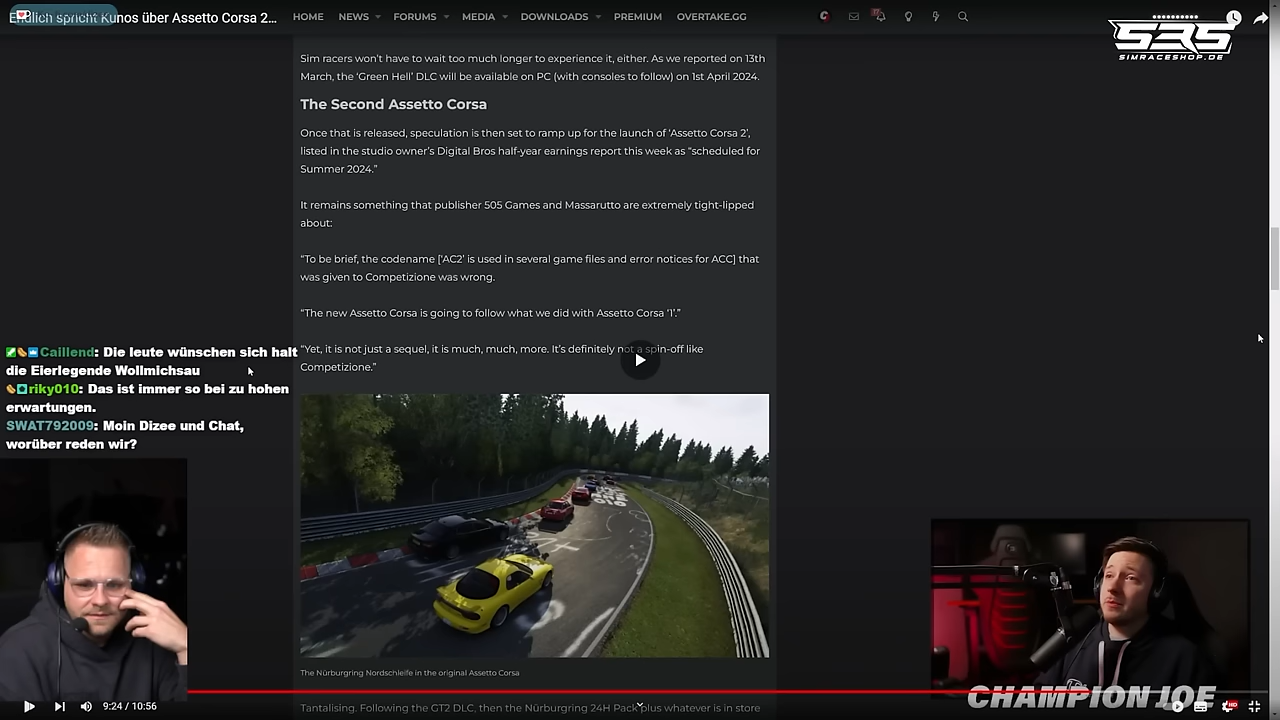 Endlich spricht Kunos über Assetto Corsa 2...
HOME NEWS FORUMS MEDIA DOWNLOADS PREMIUM OVERTAKE.GG
17
SRS
SIMRACESHOP.DE
Sim racers won't have to wait another year to experience it, either. As we reported on 13th
March, the 'Green Hell' DLC will be available on PC (with consoles to follow) on 1st April 2024.
The Second Assetto Corsa
Once that is released, speculation is then set to ramp up for the launch of 'Assetto Corsa 2',
listed in the studio owner's Digital Bros half-year earnings report this week as "scheduled for
Summer 2024."
It remains something that publisher 505 Games and Massarutto are extremely tight-lipped
about:
"To be brief, the codename ['AC2' is used in several game files and error notices for ACC] that
was given to Competizione was wrong.
"The new Assetto Corsa is going to follow what we did with Assetto Corsa '1'."
"Yet, it is not just a sequel, it is much, much, more. It's definitely not a spin-off like
Competizione."
Caillend: Die leute wünschen sich halt
die Eierlegende Wollmichsau
riky010: Das ist immer so bei zu hohen
erwartungen.
SWAT792009: Moin Dizee und Chat,
worüber reden wir?
The Nürburgring Nordschleife in the original Assetto Corsa
CHAMPION JOE
9:24 / 10:56
HD